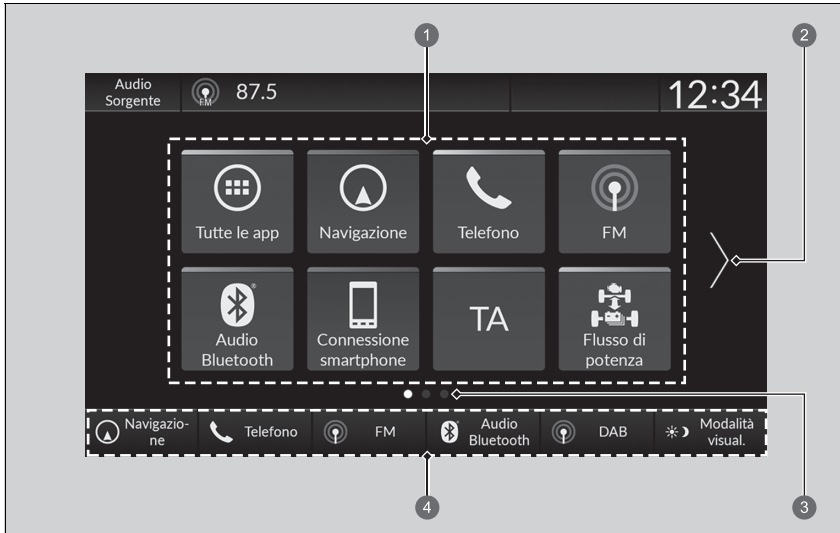 1
2
Audio
Sorgente
FM
87.5
12:34
Tutte le app
Navigazione
Telefono
FM
Audio
Bluetooth
Connessione
smartphone
TA
Flusso di
potenza
Navigazio-
ne
Telefono
FM
Audio
Bluetooth
DAB
Modalità
visual.
4
3